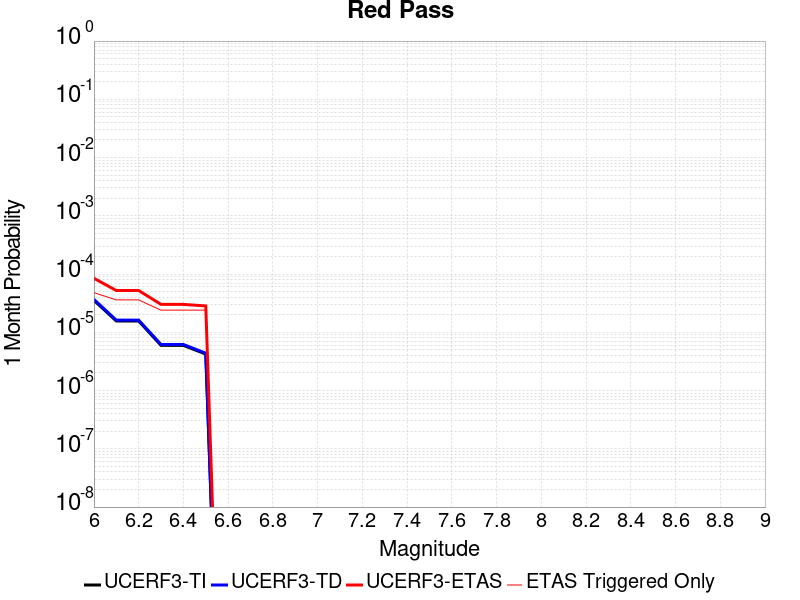 Red Pass
1 Month Probability
10^0
10^-1
10^-2
10^-3
10^-4
10^-5
10^-6
10^-7
10^-8
6 6.2 6.4 6.6 6.8 7 7.2 7.4 7.6 7.8 8 8.2 8.4 8.6 8.8 9
Magnitude
UCERF3-TI UCERF3-TD UCERF3-ETAS ETAS Triggered Only